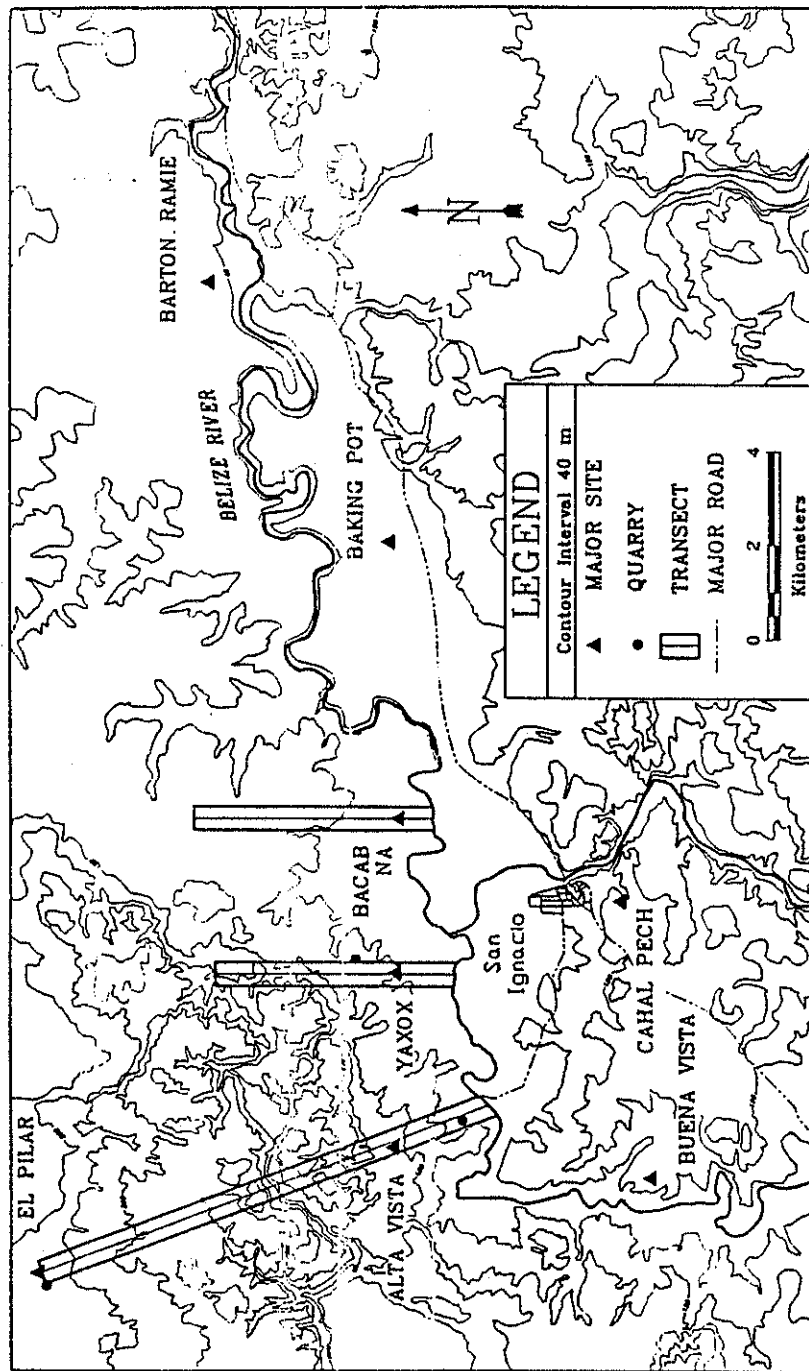 EL PILAR
ALTA VISTA
YAXOX
BACAB
NA
San
Ignacio
CAHAL PECH
BUENA VISTA
BELIZE RIVER
BAKING POT
BARTON RAMIE
N
LEGEND
Contour Interval 40 m
MAJOR SITE
QUARRY
TRANSECT
MAJOR ROAD
0 2 4
Kilometers